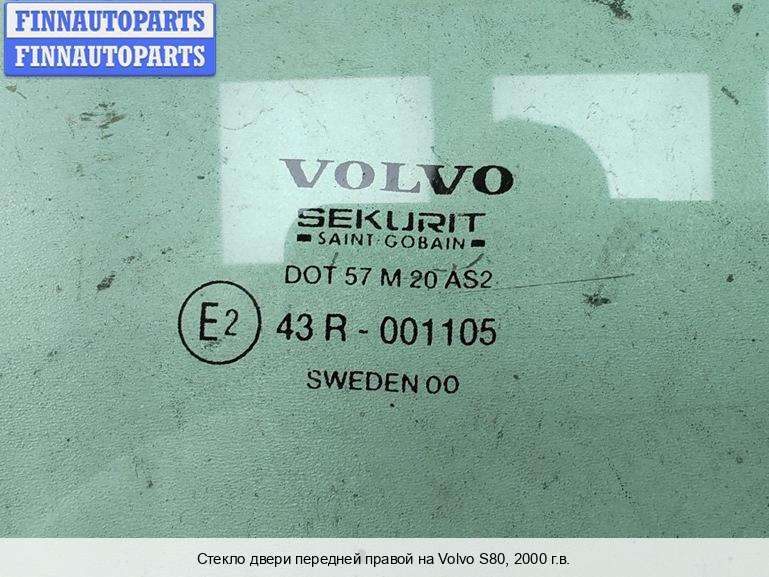 FINNAUTOPARTS
FINNAUTOPARTS
VOLVO
SEKURIT
SAINT-GOBAIN
DOT 57 M 20 AS2
E2 43 R - 001105
SWEDEN 00
Стекло двери передней правой на Volvo S80, 2000 г.в.